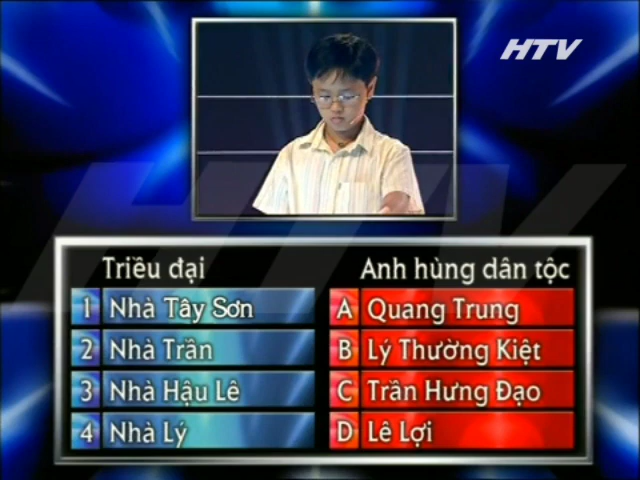 HTV
HTV
Triều đại Anh hùng dân tộc
1 Nhà Tây Sơn A Quang Trung
2 Nhà Trần B Lý Thường Kiệt
3 Nhà Hậu Lê C Trần Hưng Đạo
4 Nhà Lý D Lê Lợi